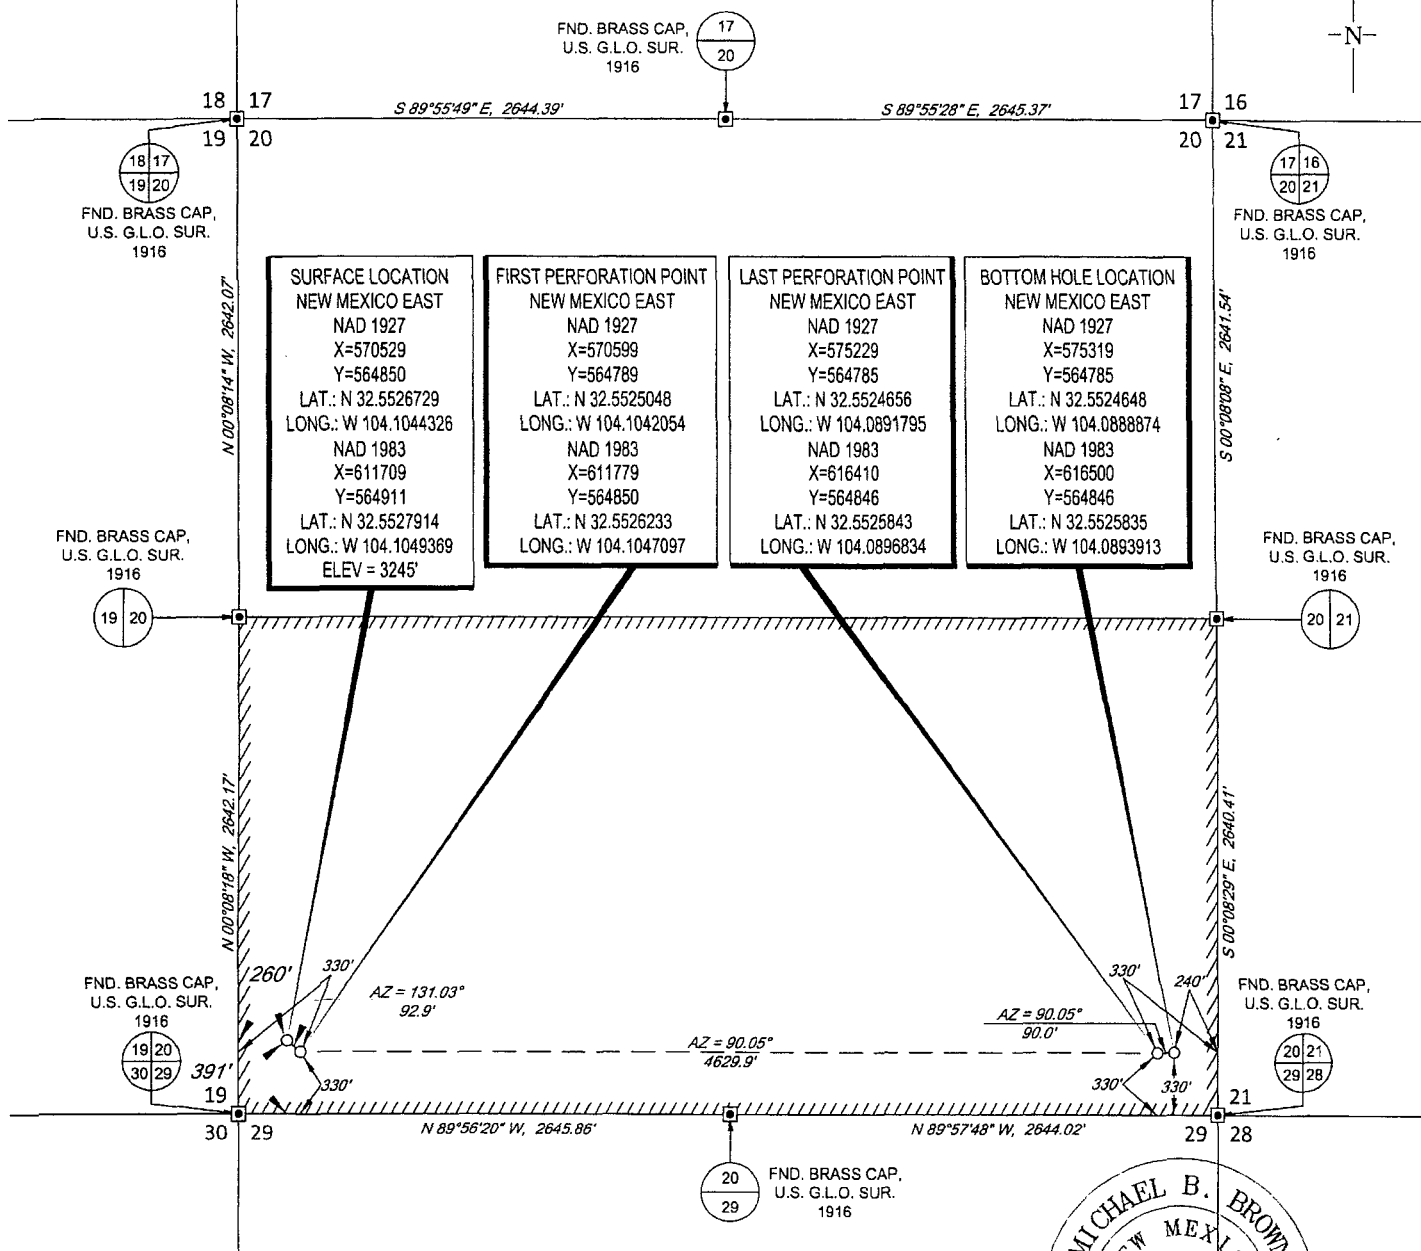 FND. BRASS CAP,
U.S. G.L.O. SUR.
1916
17
20
-N-
18 17
19 20
S 89°55'49" E, 2644.39'
S 89°55'28" E, 2645.37'
17 16
20 21
18 17
19 20
FND. BRASS CAP,
U.S. G.L.O. SUR.
1916
17 16
20 21
FND. BRASS CAP,
U.S. G.L.O. SUR.
1916
N 00°08'14" W, 2642.07'
SURFACE LOCATION
NEW MEXICO EAST
NAD 1927
X=570529
Y=564850
LAT.: N 32.5526729
LONG.: W 104.1044326
NAD 1983
X=611709
Y=564911
LAT.: N 32.5527914
LONG.: W 104.1049369
ELEV = 3245'
FIRST PERFORATION POINT
NEW MEXICO EAST
NAD 1927
X=570599
Y=564789
LAT.: N 32.5525048
LONG.: W 104.1042054
NAD 1983
X=611779
Y=564850
LAT.: N 32.5526233
LONG.: W 104.1047097
LAST PERFORATION POINT
NEW MEXICO EAST
NAD 1927
X=575229
Y=564785
LAT.: N 32.5524656
LONG.: W 104.0891795
NAD 1983
X=616410
Y=564846
LAT.: N 32.5525843
LONG.: W 104.0896834
BOTTOM HOLE LOCATION
NEW MEXICO EAST
NAD 1927
X=575319
Y=564785
LAT.: N 32.5524648
LONG.: W 104.0888874
NAD 1983
X=616500
Y=564846
LAT.: N 32.5525835
LONG.: W 104.0893913
S 00°08'08" E, 2641.54'
FND. BRASS CAP,
U.S. G.L.O. SUR.
1916
19 20
FND. BRASS CAP,
U.S. G.L.O. SUR.
1916
20 21
N 00°08'18" W, 2642.17'
S 00°08'29" E, 2640.41'
FND. BRASS CAP,
U.S. G.L.O. SUR.
1916
19 20
30 29
260'
330'
AZ = 131.03°
92.9'
391'
330'
AZ = 90.05°
4629.9'
AZ = 90.05°
90.0'
330'
240'
330'
330'
FND. BRASS CAP,
U.S. G.L.O. SUR.
1916
20 21
29 28
19
30 29
N 89°56'20" W, 2645.86'
N 89°57'48" W, 2644.02'
21
29 28
20
29
FND. BRASS CAP,
U.S. G.L.O. SUR.
1916
MICHAEL B. BROWN